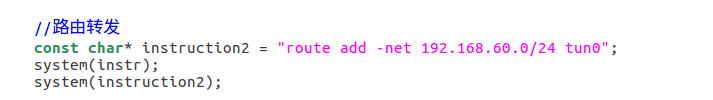 //路由转发
const char* instruction2 = "route add -net 192.168.60.0/24 tun0";
system(instr);
system(instruction2);